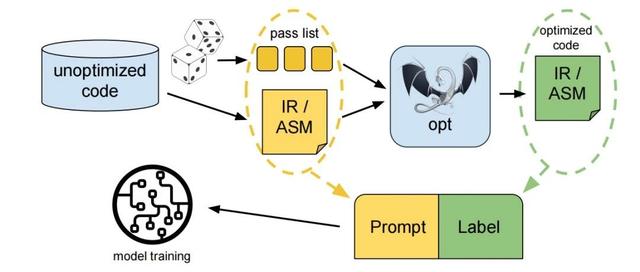 unoptimized
code
pass list
IR /
ASM
opt
optimized
code
IR /
ASM
Prompt
Label
model training